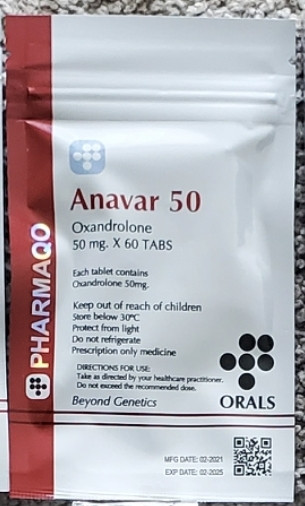 Anavar 50
Oxandrolone
50 mg. X 60 TABS
Each tablet contains
Oxandrolone 50mg.
Keep out of reach of children
Store below 30°C
Protect from light
Do not refrigerate
Prescription only medicine
DIRECTIONS FOR USE:
Take as directed by your healthcare practitioner.
Do not exceed the recommended dose.
Beyond Genetics
ORALS
PHARMAQO
MFG DATE: 02-2021
EXP DATE: 02-2025